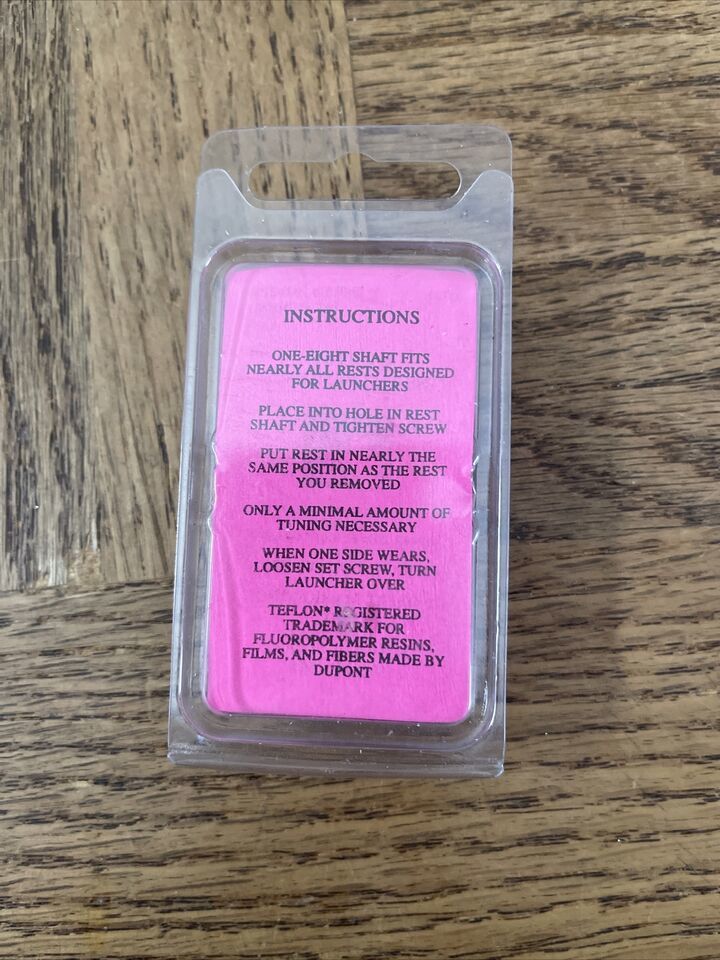 INSTRUCTIONS
ONE-EIGHT SHAFT FITS
NEARLY ALL RESTS DESIGNED
FOR LAUNCHERS
PLACE INTO HOLE IN REST
SHAFT AND TIGHTEN SCREW
PUT REST IN NEARLY THE
SAME POSITION AS THE REST
YOU REMOVED
ONLY A MINIMAL AMOUNT OF
TUNING NECESSARY
WHEN ONE SIDE WEARS,
LOOSEN SET SCREW, TURN
LAUNCHER OVER
TEFLON* REGISTERED
TRADEMARK FOR
FLUOROPOLYMER RESINS,
FILMS, AND FIBERS MADE BY
DUPONT